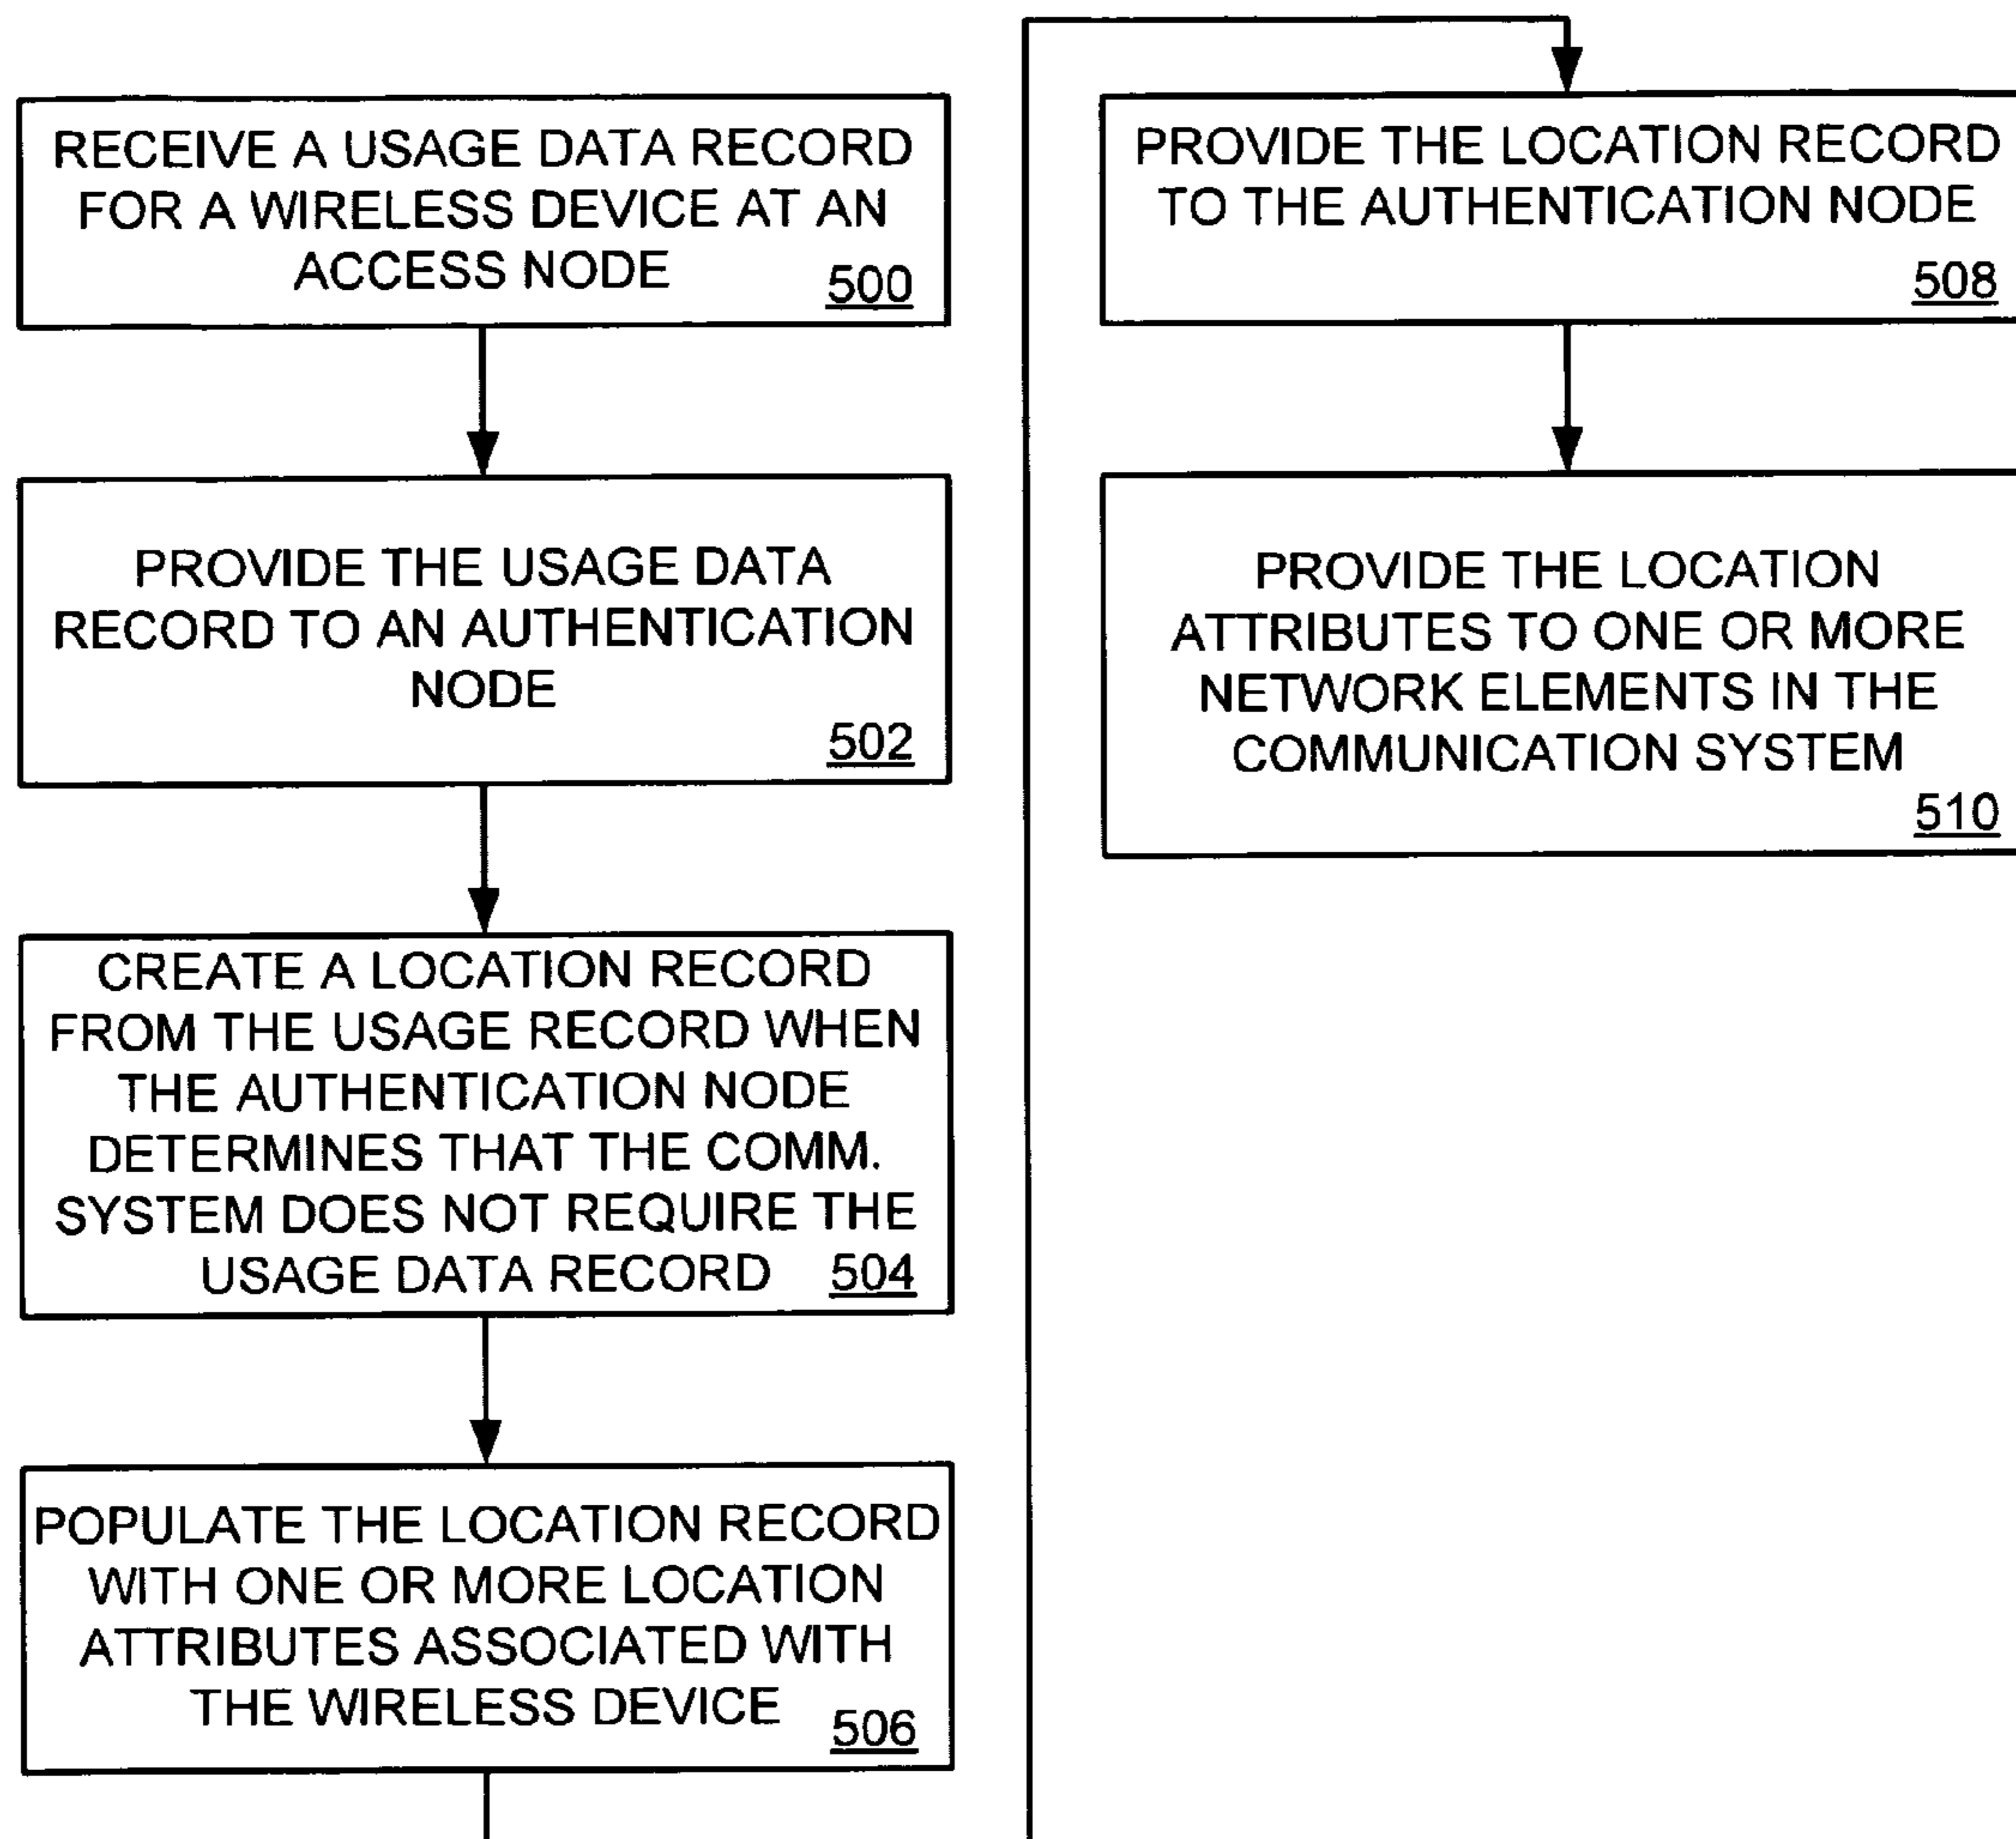 RECEIVE A USAGE DATA RECORD
FOR A WIRELESS DEVICE AT AN
ACCESS NODE
500
PROVIDE THE USAGE DATA
RECORD TO AN AUTHENTICATION
NODE
502
CREATE A LOCATION RECORD
FROM THE USAGE RECORD WHEN
THE AUTHENTICATION NODE
DETERMINES THAT THE COMM.
SYSTEM DOES NOT REQUIRE THE
USAGE DATA RECORD 504
POPULATE THE LOCATION RECORD
WITH ONE OR MORE LOCATION
ATTRIBUTES ASSOCIATED WITH
THE WIRELESS DEVICE
506
PROVIDE THE LOCATION RECORD
TO THE AUTHENTICATION NODE
508
PROVIDE THE LOCATION
ATTRIBUTES TO ONE OR MORE
NETWORK ELEMENTS IN THE
COMMUNICATION SYSTEM
510